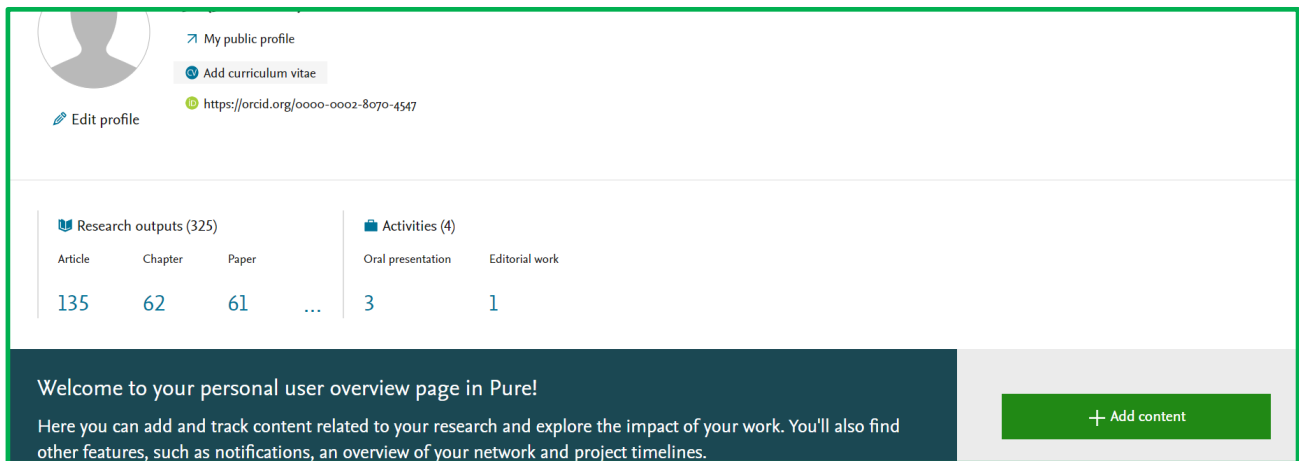 My public profile
CV Add curriculum vitae
iD https://orcid.org/0000-0002-8070-4547
Edit profile
Research outputs (325)
Article Chapter Paper
135 62 61 ...
Activities (4)
Oral presentation Editorial work
3 1
Welcome to your personal user overview page in Pure!
Here you can add and track content related to your research and explore the impact of your work. You'll also find
other features, such as notifications, an overview of your network and project timelines.
+ Add content